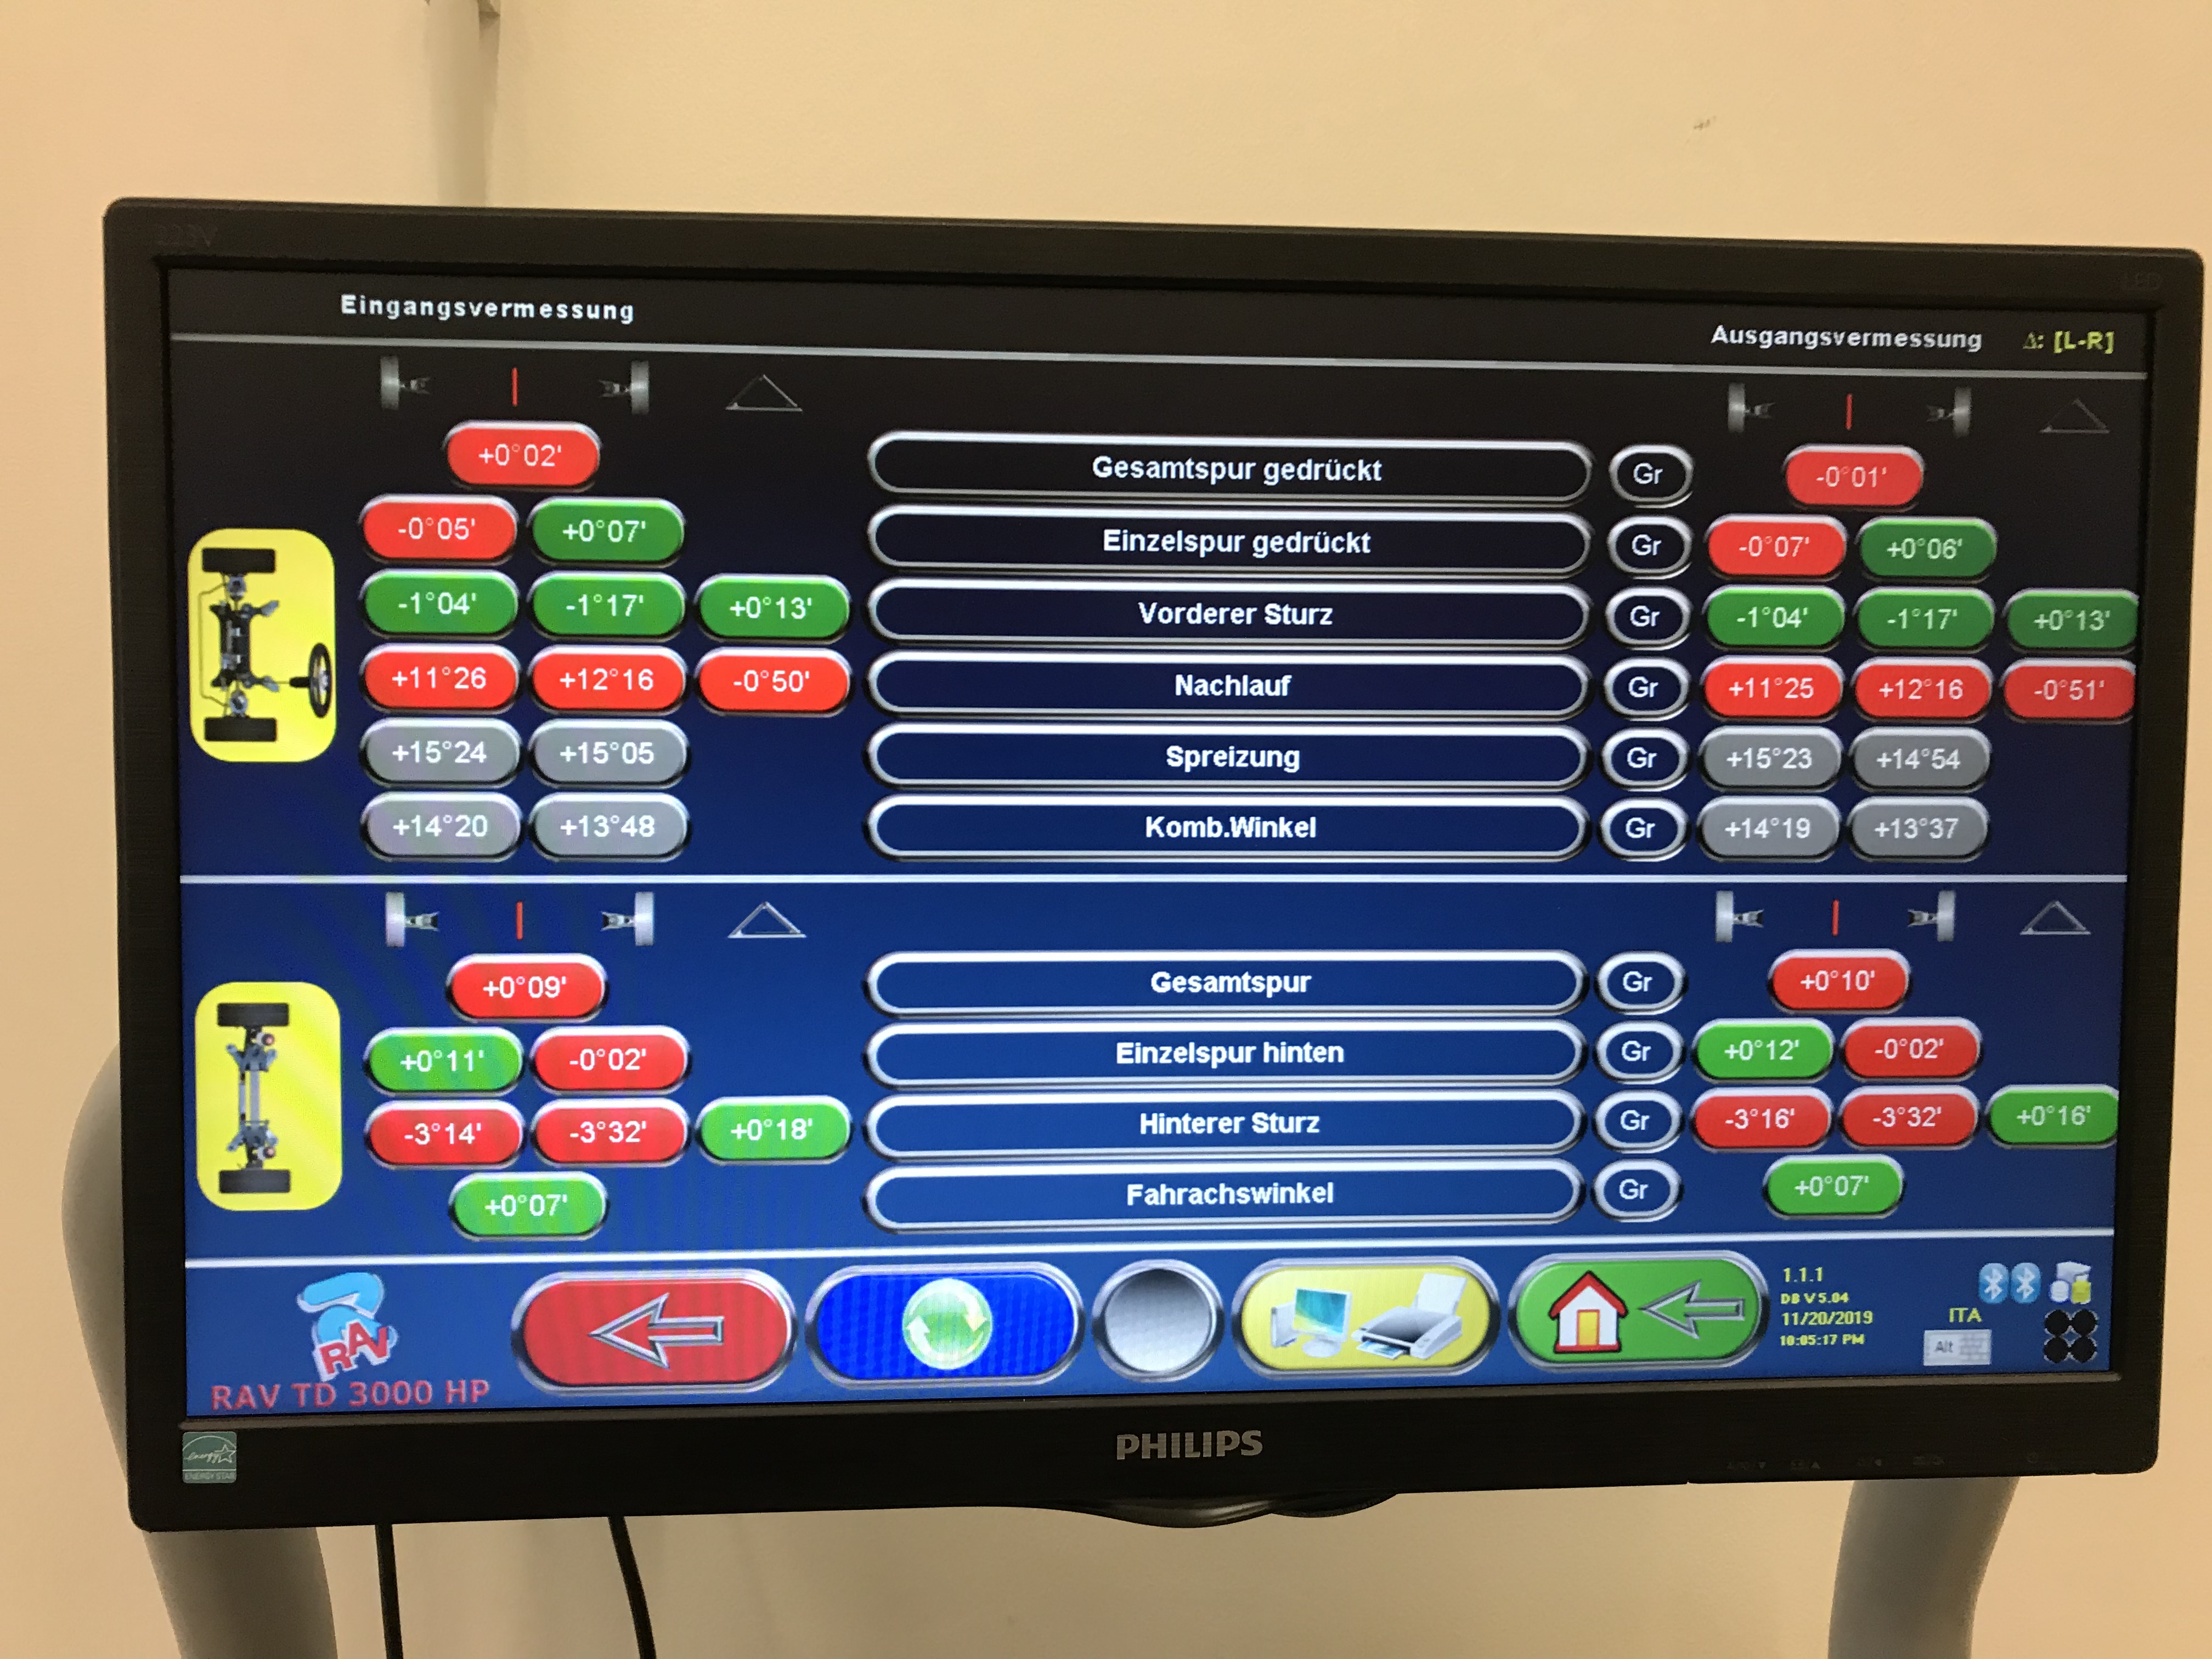 Eingangsvermessung
Ausgangsvermessung Δ: [L-R]
+0°02' Gesamtspur gedrückt Gr -0°01'
-0°05' +0°07' Einzelspur gedrückt Gr -0°07' +0°06'
-1°04' -1°17' +0°13' Vorderer Sturz Gr -1°04' -1°17' +0°13'
+11°26 +12°16 -0°50' Nachlauf Gr +11°25 +12°16 -0°51'
+15°24 +15°05 Spreizung Gr +15°23 +14°54
+14°20 +13°48 Komb.Winkel Gr +14°19 +13°37
+0°09' Gesamtspur Gr +0°10'
+0°11' -0°02' Einzelspur hinten Gr +0°12' -0°02'
-3°14' -3°32' +0°18' Hinterer Sturz Gr -3°16' -3°32' +0°16'
+0°07' Fahrachswinkel Gr +0°07'
RAV
RAV TD 3000 HP
1.1.1
DB V 5.04
11/20/2019
10:05:17 PM
ITA
Alt
PHILIPS
ENERGY STAR